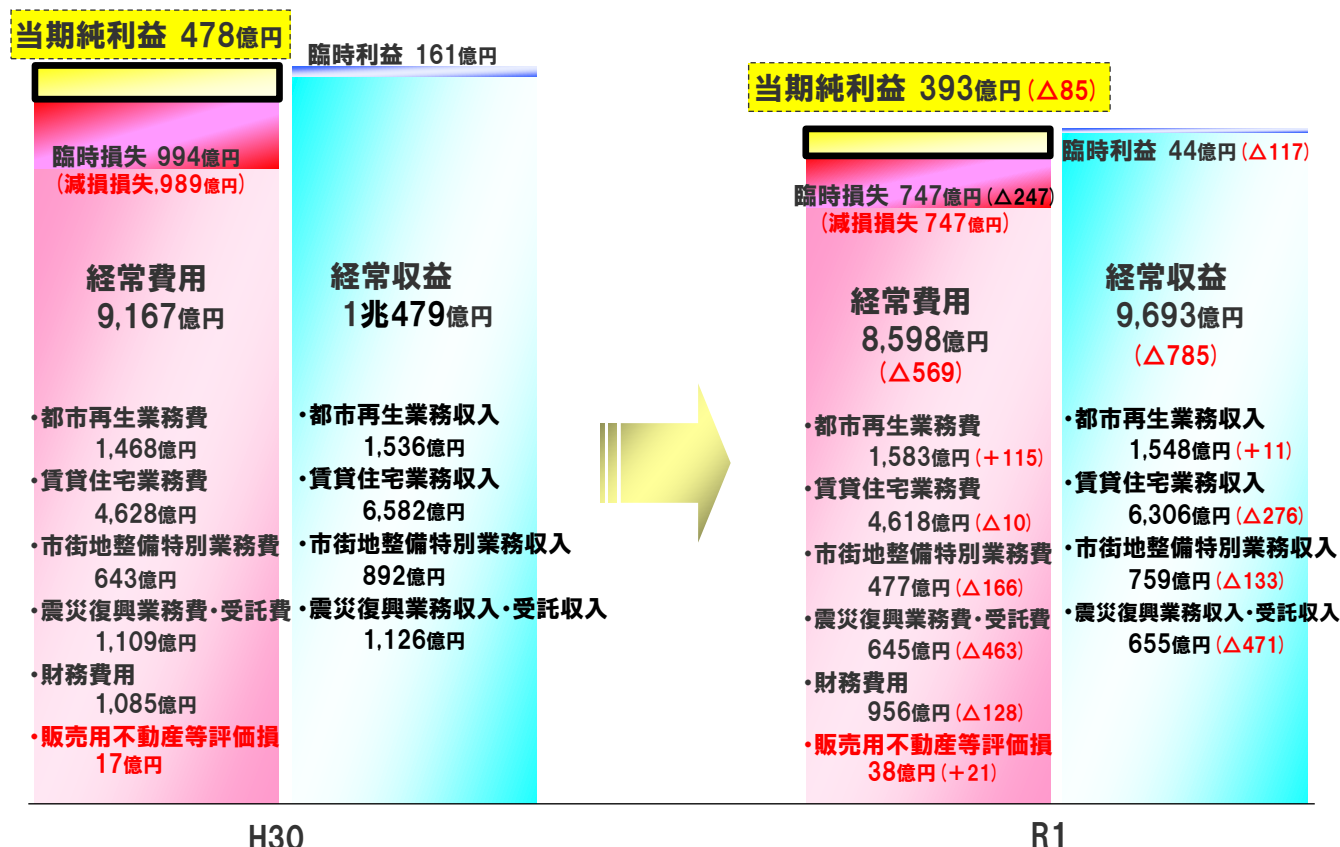 当期純利益 478億円
臨時利益 161億円
臨時損失 994億円
(減損損失,989億円)
経常費用
9,167億円
経常収益
1兆479億円
・都市再生業務費
1,468億円
・賃貸住宅業務費
4,628億円
・市街地整備特別業務費
643億円
・震災復興業務費・受託費
1,109億円
・財務費用
1,085億円
・販売用不動産等評価損
17億円
・都市再生業務収入
1,536億円
・賃貸住宅業務収入
6,582億円
・市街地整備特別業務収入
892億円
・震災復興業務収入・受託収入
1,126億円
H30
当期純利益 393億円(△85)
臨時利益 44億円(△117)
臨時損失 747億円(△247)
(減損損失 747億円)
経常費用
8,598億円
(△569)
経常収益
9,693億円
(△785)
・都市再生業務費
1,583億円(+115)
・賃貸住宅業務費
4,618億円(△10)
・市街地整備特別業務費
477億円(△166)
・震災復興業務費・受託費
645億円(△463)
・財務費用
956億円(△128)
・販売用不動産等評価損
38億円(+21)
・都市再生業務収入
1,548億円(+11)
・賃貸住宅業務収入
6,306億円(△276)
・市街地整備特別業務収入
759億円(△133)
・震災復興業務収入・受託収入
655億円(△471)
R1